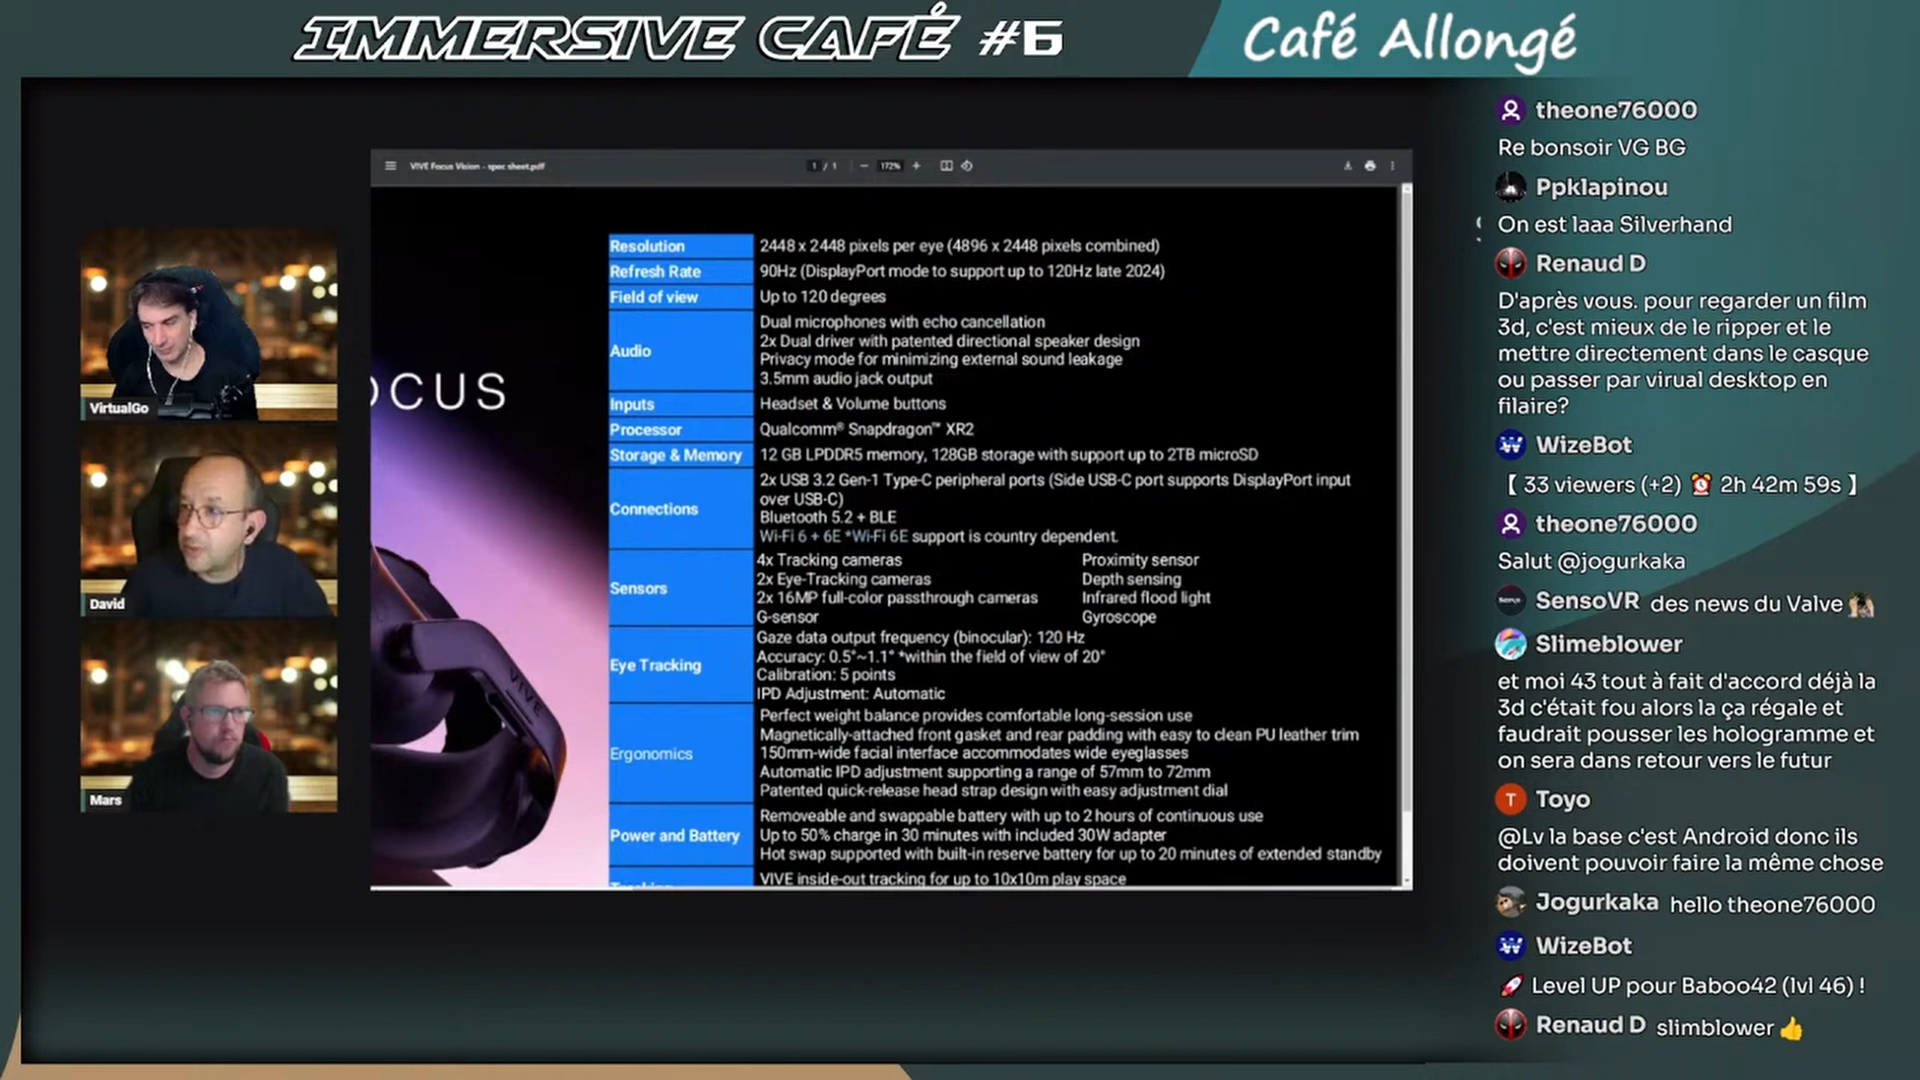 IMMERSIVE CAFÉ #6
Café Allongé
VirtualGo
David
Mars
VIVE Focus Vision - spec sheet.pdf
1 / 1
172%
OCUS
VIVE
Resolution
2448 x 2448 pixels per eye (4896 x 2448 pixels combined)
Refresh Rate
90Hz (DisplayPort mode to support up to 120Hz late 2024)
Field of view
Up to 120 degrees
Audio
Dual microphones with echo cancellation
2x Dual driver with patented directional speaker design
Privacy mode for minimizing external sound leakage
3.5mm audio jack output
Inputs
Headset & Volume buttons
Processor
Qualcomm® Snapdragon™ XR2
Storage & Memory
12 GB LPDDR5 memory, 128GB storage with support up to 2TB microSD
Connections
2x USB 3.2 Gen-1 Type-C peripheral ports (Side USB-C port supports DisplayPort input
over USB-C)
Bluetooth 5.2 + BLE
Wi-Fi 6 + 6E *Wi-Fi 6E support is country dependent.
Sensors
4x Tracking cameras
2x Eye-Tracking cameras
2x 16MP full-color passthrough cameras
G-sensor
Proximity sensor
Depth sensing
Infrared flood light
Gyroscope
Eye Tracking
Gaze data output frequency (binocular): 120 Hz
Accuracy: 0.5°~1.1° *within the field of view of 20°
Calibration: 5 points
IPD Adjustment: Automatic
Ergonomics
Perfect weight balance provides comfortable long-session use
Magnetically-attached front gasket and rear padding with easy to clean PU leather trim
150mm-wide facial interface accommodates wide eyeglasses
Automatic IPD adjustment supporting a range of 57mm to 72mm
Patented quick-release head strap design with easy adjustment dial
Power and Battery
Removeable and swappable battery with up to 2 hours of continuous use
Up to 50% charge in 30 minutes with included 30W adapter
Hot swap supported with built-in reserve battery for up to 20 minutes of extended standby
VIVE inside-out tracking for up to 10x10m play space
theone76000
Re bonsoir VG BG
Ppklapinou
On est laaa Silverhand
Renaud D
D'après vous. pour regarder un film
3d, c'est mieux de le ripper et le
mettre directement dans le casque
ou passer par virual desktop en
filaire?
WizeBot
【 33 viewers (+2) ⏰ 2h 42m 59s 】
theone76000
Salut @jogurkaka
SensoVR des news du Valve
Slimeblower
et moi 43 tout à fait d'accord déjà la
3d c'était fou alors la ça régale et
faudrait pousser les hologramme et
on sera dans retour vers le futur
T Toyo
@Lv la base c'est Android donc ils
doivent pouvoir faire la même chose
Jogurkaka hello theone76000
WizeBot
🚀 Level UP pour Baboo42 (lvl 46) !
Renaud D slimblower 👍